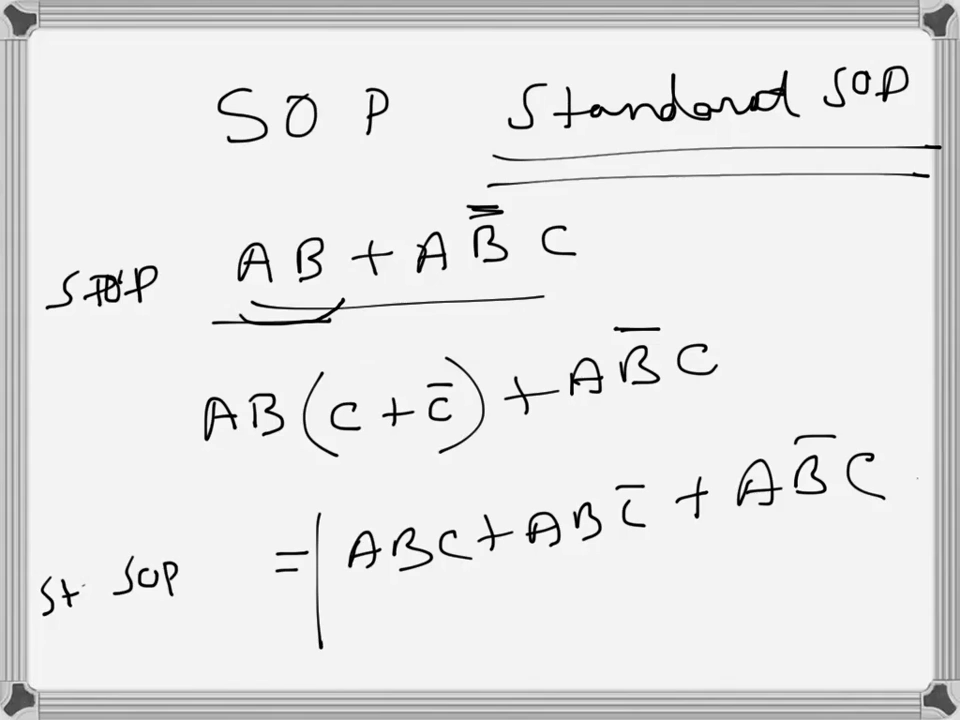 SOP Standard SOP
SOP AB + AB̅C
AB(C + C̅) + AB̅C
St SOP = ABC + ABC̅ + AB̅C